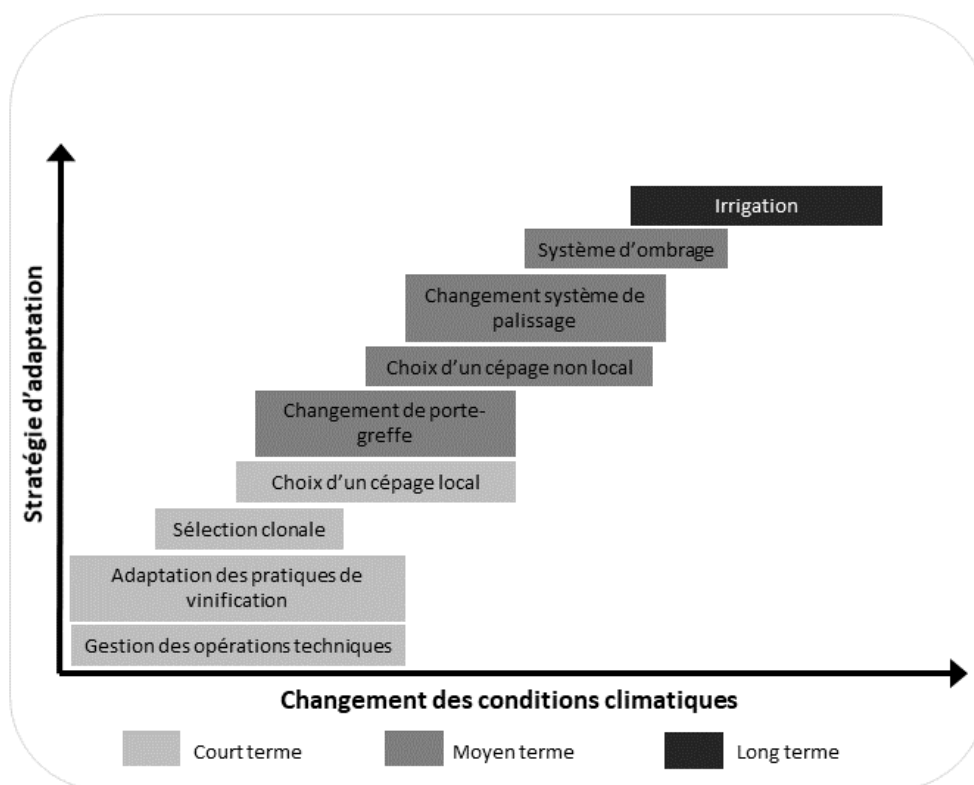 Irrigation
Système d'ombrage
Changement système de
palissage
Choix d'un cépage non local
Changement de porte-
greffe
Choix d'un cépage local
Sélection clonale
Adaptation des pratiques de
vinification
Gestion des opérations techniques
Stratégie d'adaptation
Changement des conditions climatiques
Court terme
Moyen terme
Long terme